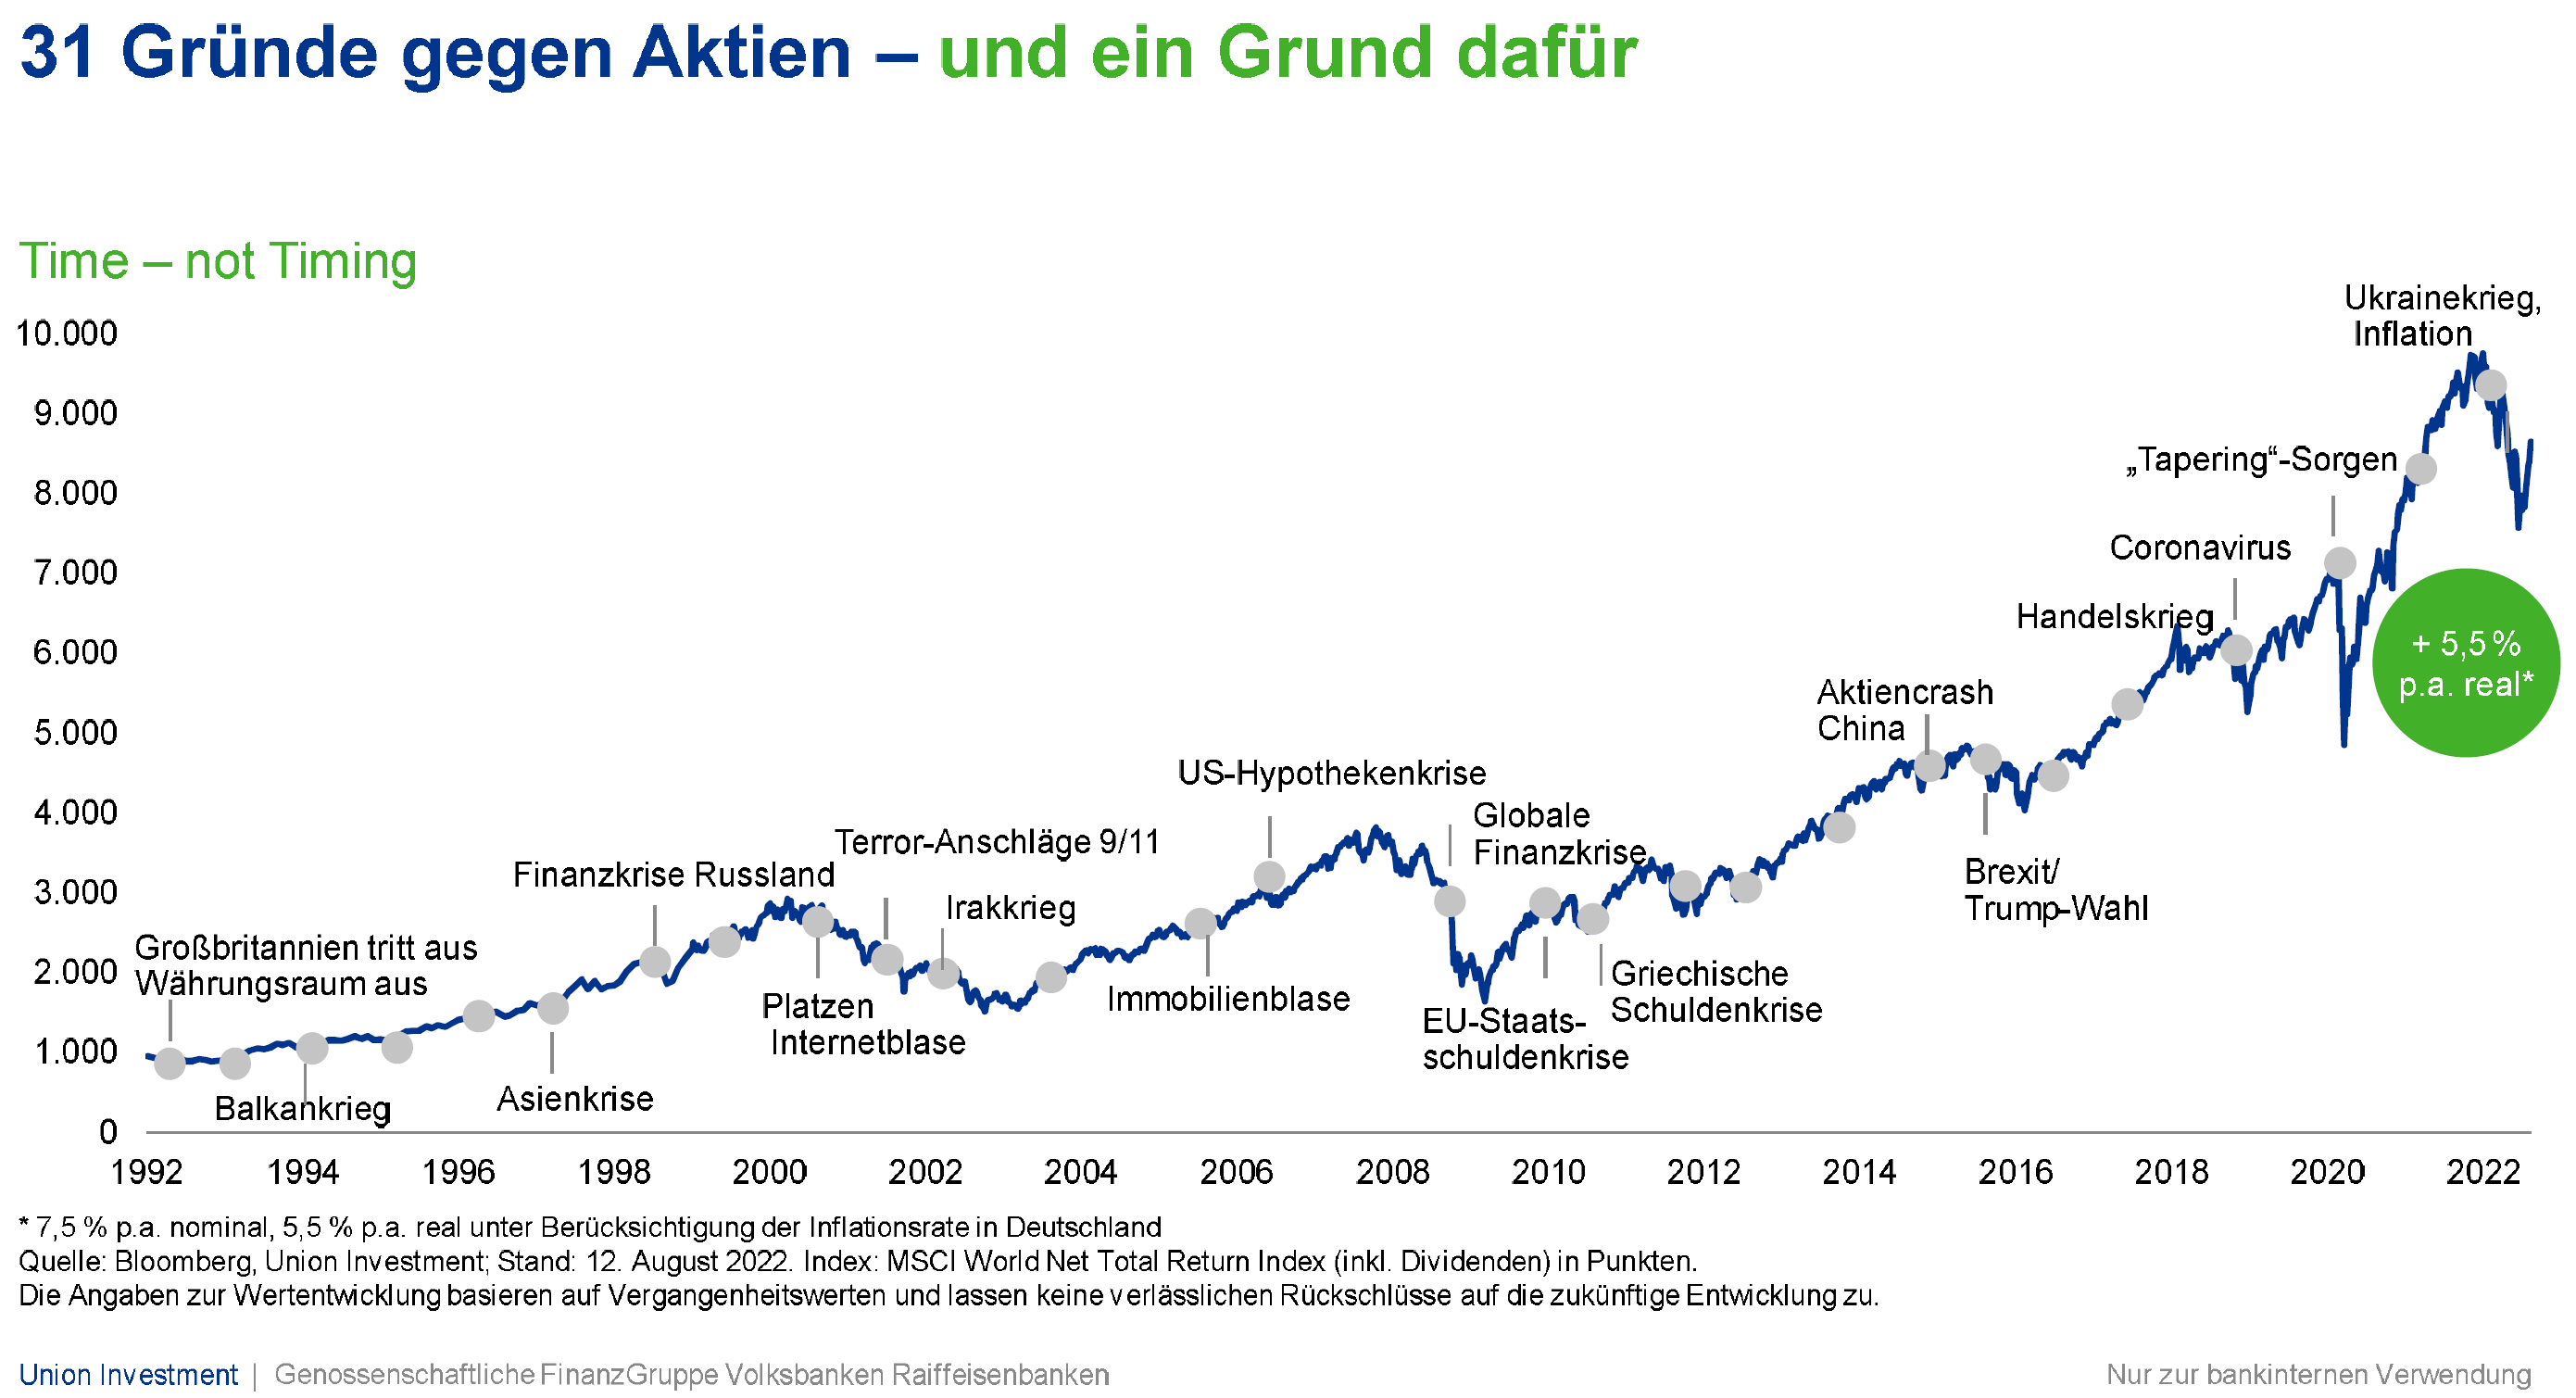 31 Gründe gegen Aktien – und ein Grund dafür
Time – not Timing
10.000
9.000
8.000
7.000
6.000
5.000
4.000
3.000
2.000
1.000
0
Großbritannien tritt aus
Währungsraum aus
Balkankrieg
Asienkrise
Finanzkrise Russland
Platzen
Internetblase
Terror-Anschläge 9/11
Irakkrieg
Immobilienblase
US-Hypothekenkrise
Globale
Finanzkrise
EU-Staats-
schuldenkrise
Griechische
Schuldenkrise
Aktiencrash
China
Brexit/
Trump-Wahl
Handelskrieg
Coronavirus
„Tapering“-Sorgen
Ukrainekrieg,
Inflation
+ 5,5 %
p.a. real*
1992 1994 1996 1998 2000 2002 2004 2006 2008 2010 2012 2014 2016 2018 2020 2022
* 7,5 % p.a. nominal, 5,5 % p.a. real unter Berücksichtigung der Inflationsrate in Deutschland
Quelle: Bloomberg, Union Investment; Stand: 12. August 2022. Index: MSCI World Net Total Return Index (inkl. Dividenden) in Punkten.
Die Angaben zur Wertentwicklung basieren auf Vergangenheitswerten und lassen keine verlässlichen Rückschlüsse auf die zukünftige Entwicklung zu.
Union Investment | Genossenschaftliche FinanzGruppe Volksbanken Raiffeisenbanken
Nur zur bankinternen Verwendung